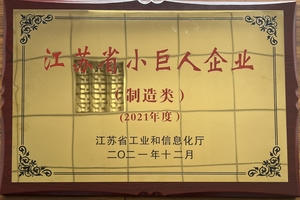 江苏省小巨人企业
（制造类）
(2021年度)
江苏省工业和信息化厅
二〇二一年十二月